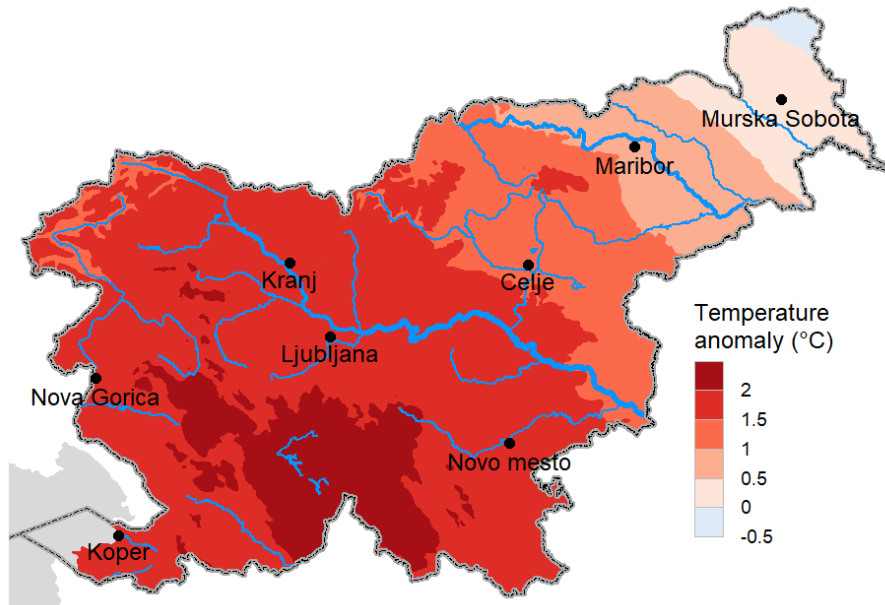 Murska Sobota
Maribor
Kranj
Celje
Ljubljana
Nova Gorica
Novo mesto
Koper
Temperature
anomaly (°C)
2
1.5
1
0.5
0
-0.5